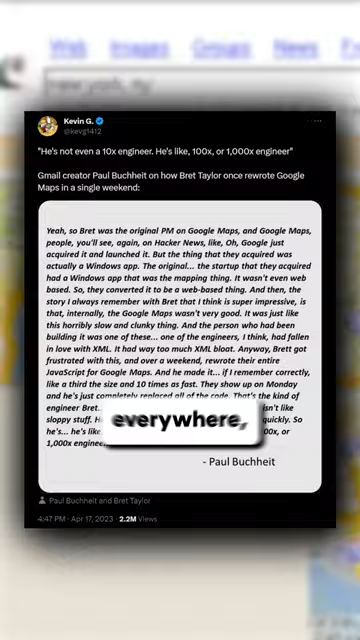 Web Images Groups News
new york, ny
Kevin G.
@kevg1412
"He's not even a 10x engineer. He's like, 100x, or 1,000x engineer"
Gmail creator Paul Buchheit on how Bret Taylor once rewrote Google
Maps in a single weekend:
Yeah, so Bret was the original PM on Google Maps, and Google Maps,
people, you'll see, again, on Hacker News, like, Oh, Google just
acquired it and launched it. But the thing that they acquired was
actually a Windows app. The original... the startup that they acquired
had a Windows app that was the mapping thing. It wasn't even web
based. So, they converted it to be a web-based thing. And then, the
story I always remember with Bret that I think is super impressive, is
that, internally, the Google Maps wasn't very good. It was just like
this horribly slow and clunky thing. And the person who had been
building it was one of these... one of the engineers, I think, had fallen
in love with XML. It had way too much XML bloat. Anyway, Brett got
frustrated with this, and over a weekend, rewrote their entire
JavaScript for Google Maps. And he made it... if I remember correctly,
like a third the size and 10 times as fast. They show up on Monday
and he's just completely replaced all of the code. That's the kind of
engineer Bret isn't like
sloppy stuff. So
he's... he's or
1,000x
everywhere,
- Paul Buchheit
Paul Buchheit and Bret Taylor
4:47 PM · Apr 17, 2023 · 2.2M Views